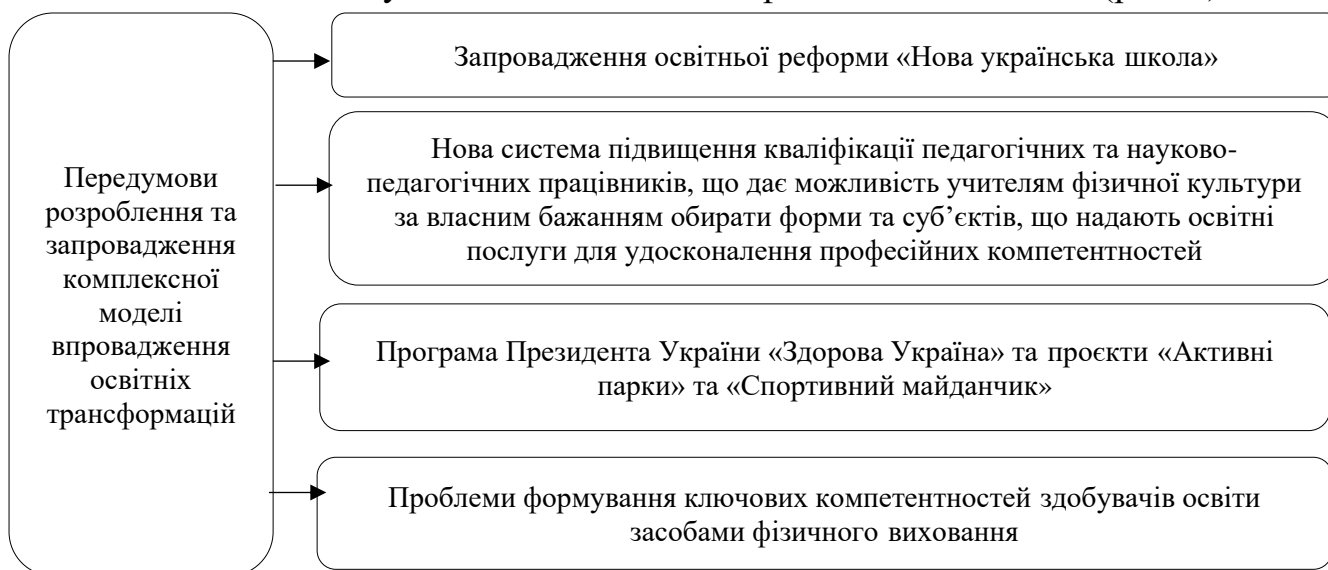 Передумови
розроблення та
запровадження
комплексної
моделі
впровадження
освітніх
трансформацій
Запровадження освітньої реформи «Нова українська школа»
Нова система підвищення кваліфікації педагогічних та науково-
педагогічних працівників, що дає можливість учителям фізичної культури
за власним бажанням обирати форми та суб’єктів, що надають освітні
послуги для удосконалення професійних компетентностей
Програма Президента України «Здорова Україна» та проєкти «Активні
парки» та «Спортивний майданчик»
Проблеми формування ключових компетентностей здобувачів освіти
засобами фізичного виховання